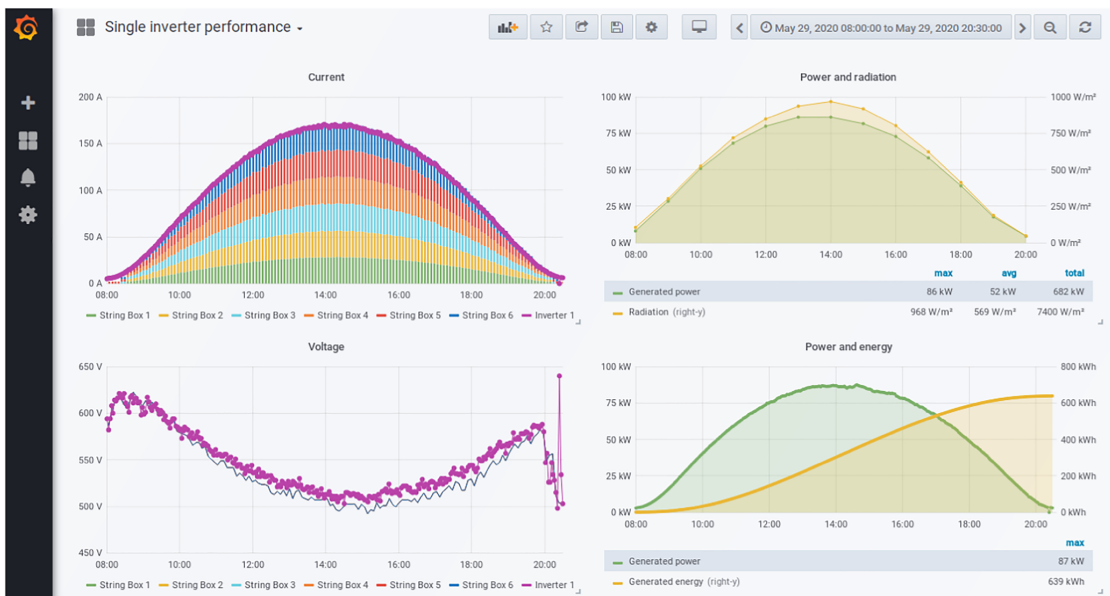 Single inverter performance
May 29, 2020 08:00:00 to May 29, 2020 20:30:00
Current
200 A
150 A
100 A
50 A
0 A
08:00 10:00 12:00 14:00 16:00 18:00 20:00
String Box 1 String Box 2 String Box 3 String Box 4 String Box 5 String Box 6 Inverter 1
Power and radiation
100 kW 1000 W/m²
75 kW 750 W/m²
50 kW 500 W/m²
25 kW 250 W/m²
0 kW 0 W/m²
08:00 10:00 12:00 14:00 16:00 18:00 20:00
max avg total
Generated power 86 kW 52 kW 682 kW
Radiation (right-y) 968 W/m² 569 W/m² 7400 W/m²
Voltage
650 V
600 V
550 V
500 V
450 V
08:00 10:00 12:00 14:00 16:00 18:00 20:00
String Box 1 String Box 2 String Box 3 String Box 4 String Box 5 String Box 6 Inverter 1
Power and energy
100 kW 800 kWh
75 kW 600 kWh
50 kW 400 kWh
25 kW 200 kWh
0 kW 0 kWh
08:00 10:00 12:00 14:00 16:00 18:00 20:00
max
Generated power 87 kW
Generated energy (right-y) 639 kWh